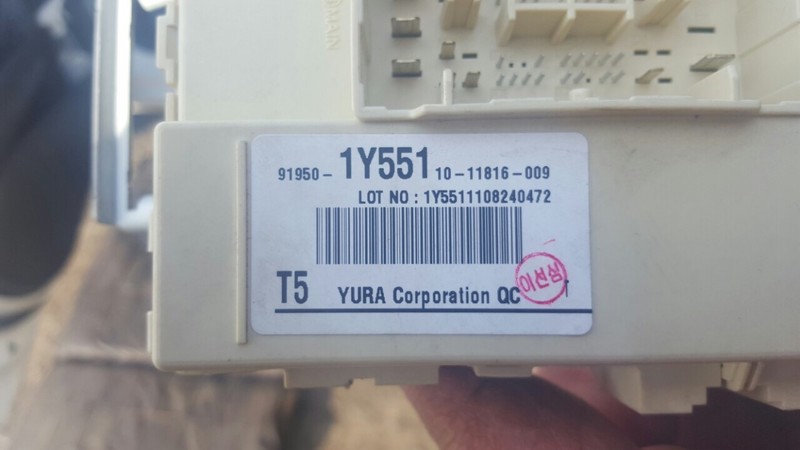 91950- 1Y551 10-11816-009
LOT NO : 1Y5511108240472
T5 YURA Corporation QC
이선심